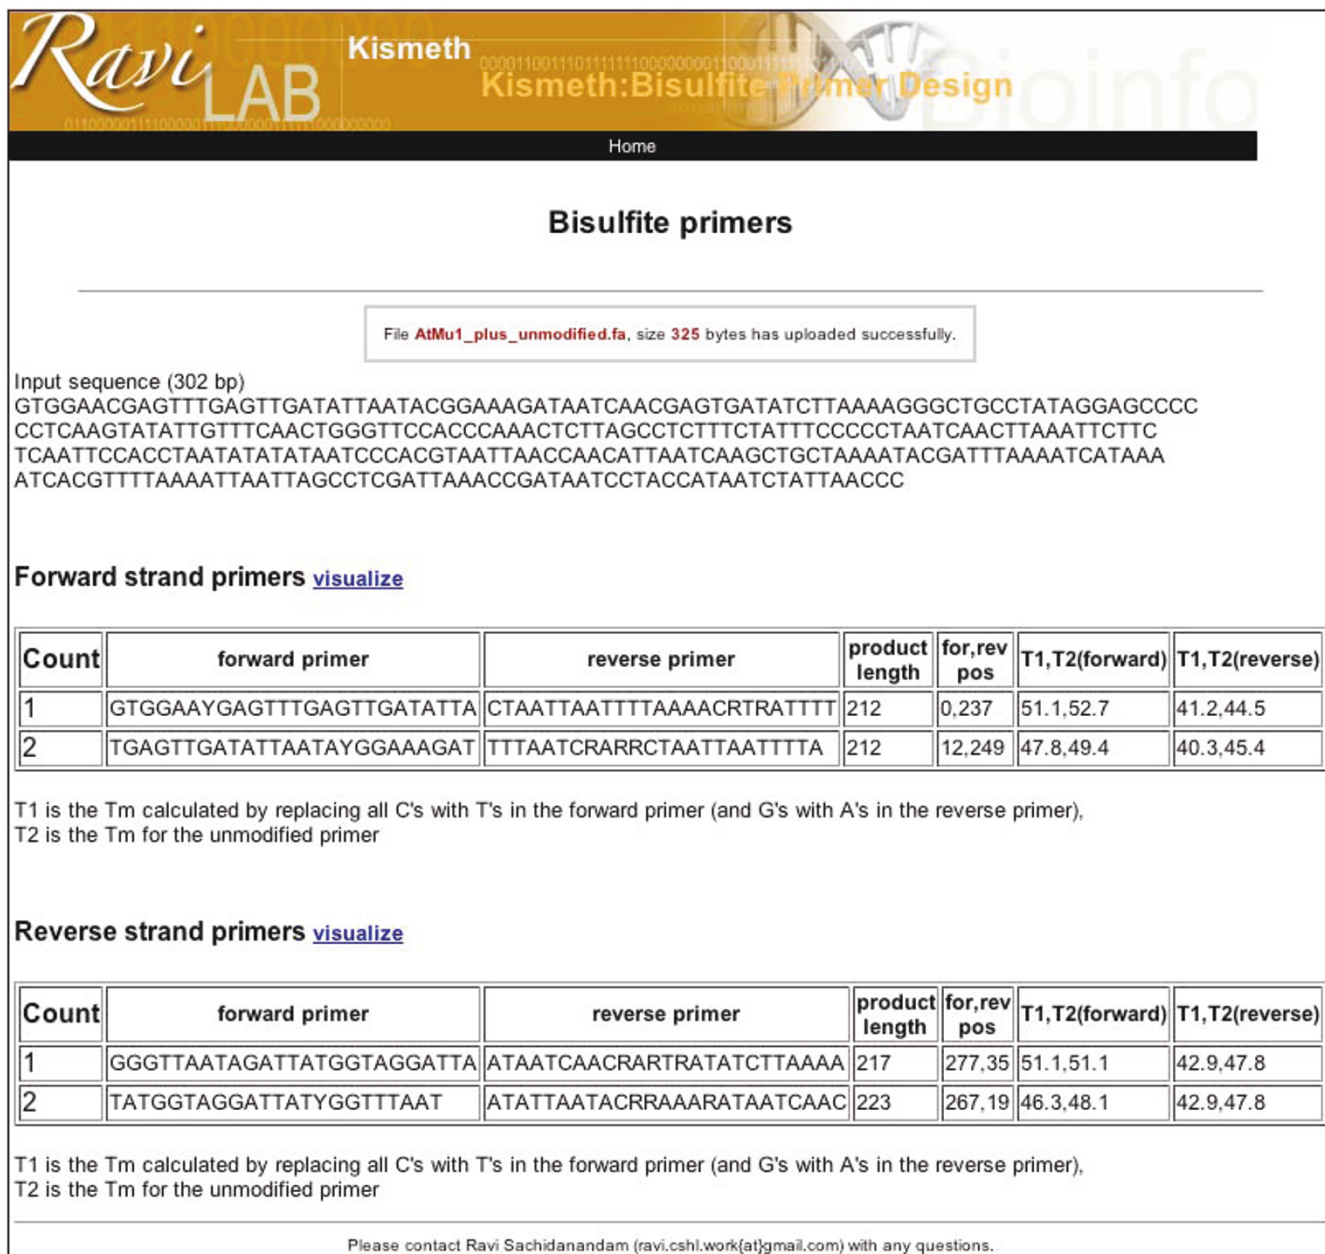 Ravi LAB
Kismeth
Kismeth:Bisulfite Primer Design
Bioinfo
Home
Bisulfite primers
File AtMu1_plus_unmodified.fa, size 325 bytes has uploaded successfully.
Input sequence (302 bp)
GTGGAACGAGTTTGAGTTGATATTAATACGGAAAGATAATCAACGAGTGATATCTTAAAAGGGCTGCCTATAGGAGCCCC
CCTCAAGTATATTGTTTCAACTGGGTTCCACCCAAACTCTTAGCCTCTTTCTATTTCCCCCTAATCAACTTAAATTCTTC
TCAATTCCACCTAATATATATAATCCCACGTAATTAACCAACATTAATCAAGCTGCTAAAATACGATTTAAAATCATAAA
ATCACGTTTTAAAATTAATTAGCCTCGATTAAACCGATAATCCTACCATAATCTATTAACCC
Forward strand primers visualize
Count forward primer reverse primer product length for,rev pos T1,T2(forward) T1,T2(reverse)
1 GTGGAAYGAGTTTGAGTTGATATTA CTAATTAATTTTAAAACRTRATTTT 212 0,237 51.1,52.7 41.2,44.5
2 TGAGTTGATATTAATAYGGAAAGAT TTTAATCRARRCTAATTAATTTTA 212 12,249 47.8,49.4 40.3,45.4
T1 is the Tm calculated by replacing all C's with T's in the forward primer (and G's with A's in the reverse primer),
T2 is the Tm for the unmodified primer
Reverse strand primers visualize
Count forward primer reverse primer product length for,rev pos T1,T2(forward) T1,T2(reverse)
1 GGGTTAATAGATTATGGTAGGATTA ATAATCAACRARTRATATCTTAAAA 217 277,35 51.1,51.1 42.9,47.8
2 TATGGTAGGATTATYGGTTTAAT ATATTAATACRRAAARATAATCAAC 223 267,19 46.3,48.1 42.9,47.8
T1 is the Tm calculated by replacing all C's with T's in the forward primer (and G's with A's in the reverse primer),
T2 is the Tm for the unmodified primer
Please contact Ravi Sachidanandam (ravi.cshl.work{at}gmail.com) with any questions.